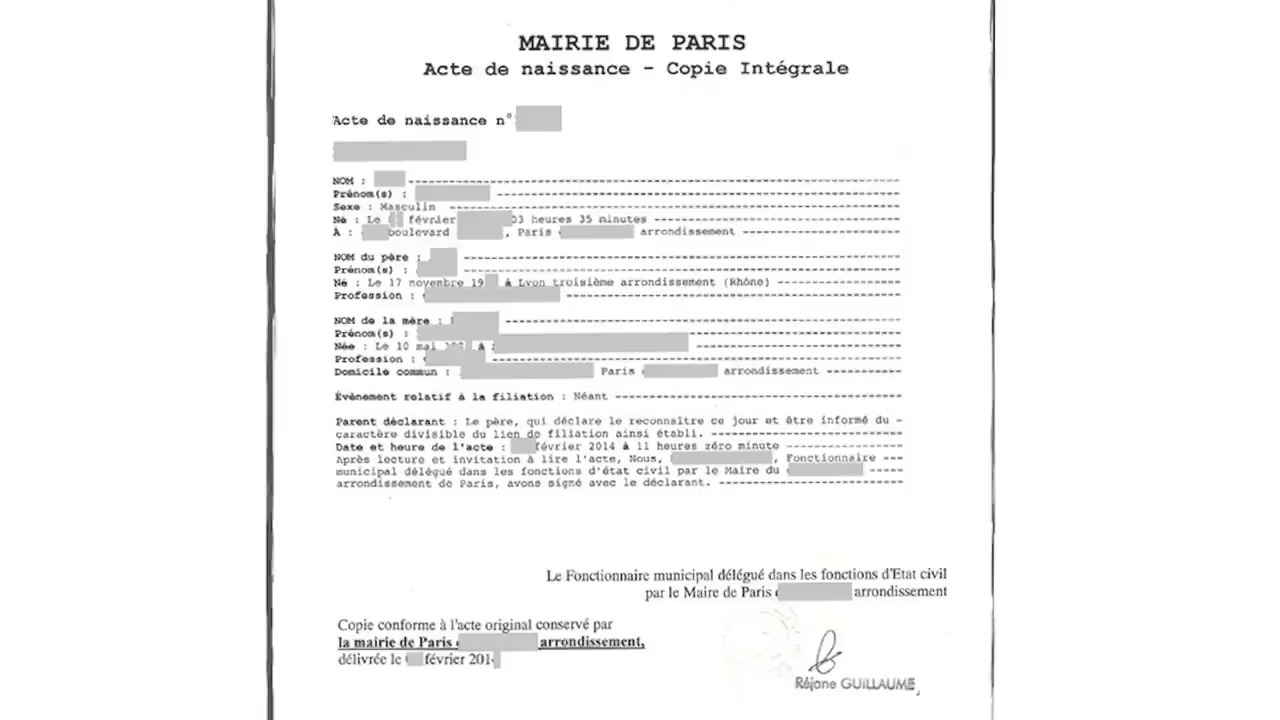 MAIRIE DE PARIS
Acte de naissance - Copie Intégrale
Acte de naissance n°
NOM :
Prénom(s) :
Sexe : Masculin
Né : Le février 03 heures 35 minutes
À : boulevard , Paris arrondissement
NOM du père :
Prénom(s) :
Né : Le 17 novembre 19 à Lyon troisième arrondissement (Rhône)
Profession :
NOM de la mère :
Prénom(s) :
Née : Le 10 mai à
Profession :
Domicile commun : Paris arrondissement
Évènement relatif à la filiation : Néant
Parent déclarant : Le père, qui déclare le reconnaître ce jour et être informé du -
caractère divisible du lien de filiation ainsi établi.
Date et heure de l'acte : février 2014 à 11 heures zéro minute
Après lecture et invitation à lire l'acte, Nous, , Fonctionnaire
municipal délégué dans les fonctions d'état civil par le Maire du
arrondissement de Paris, avons signé avec le déclarant.
Le Fonctionnaire municipal délégué dans les fonctions d'Etat civil
par le Maire de Paris arrondissement
Copie conforme à l'acte original conservé par
la mairie de Paris arrondissement,
délivrée le février 201
Réjane GUILLAUME